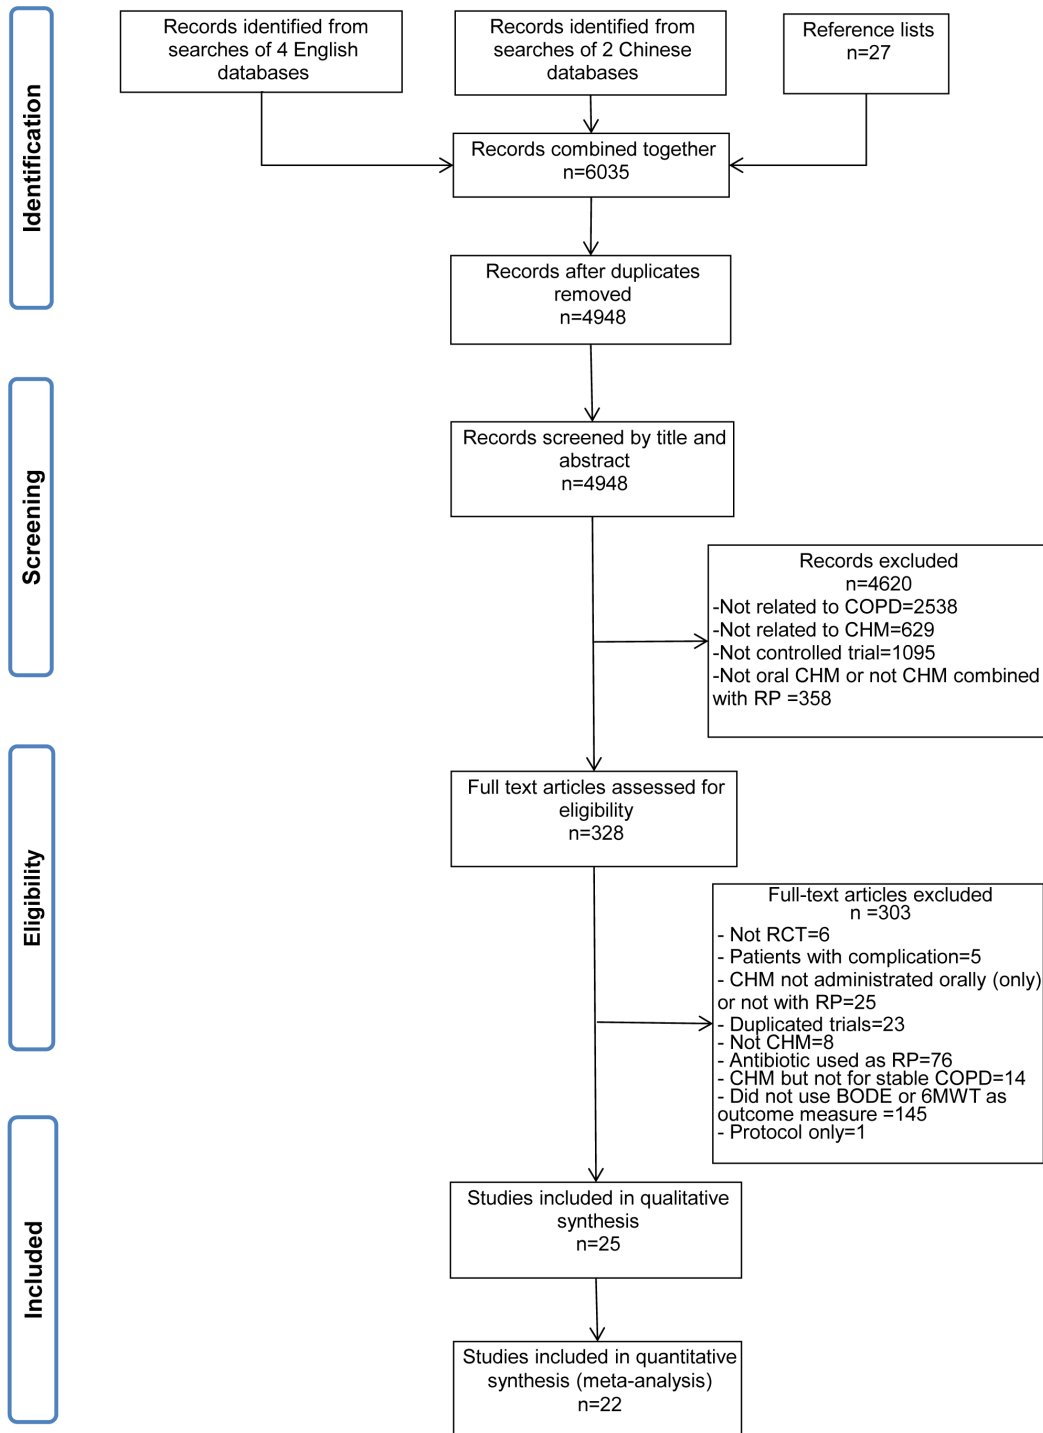 Identification
Records identified from
searches of 4 English
databases
Records identified from
searches of 2 Chinese
databases
Reference lists
n=27
Records combined together
n=6035
Records after duplicates
removed
n=4948
Screening
Records screened by title and
abstract
n=4948
Records excluded
n=4620
-Not related to COPD=2538
-Not related to CHM=629
-Not controlled trial=1095
-Not oral CHM or not CHM combined
with RP =358
Eligibility
Full text articles assessed for
eligibility
n=328
Full-text articles excluded
n =303
- Not RCT=6
- Patients with complication=5
- CHM not administrated orally (only)
or not with RP=25
- Duplicated trials=23
- Not CHM=8
- Antibiotic used as RP=76
- CHM but not for stable COPD=14
- Did not use BODE or 6MWT as
outcome measure =145
- Protocol only=1
Included
Studies included in qualitative
synthesis
n=25
Studies included in quantitative
synthesis (meta-analysis)
n=22